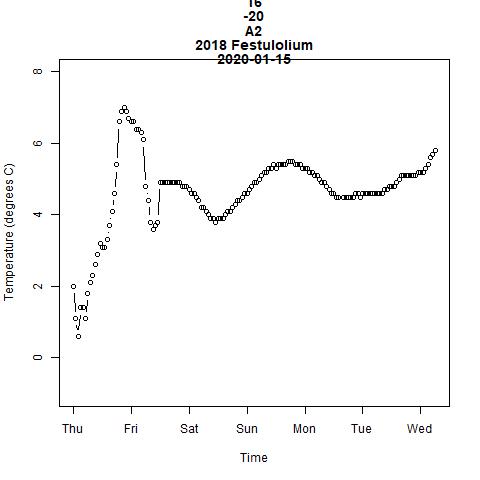 16
-20
A2
2018 Festulolium
2020-01-15
8
6
4
2
0
Temperature (degrees C)
Thu Fri Sat Sun Mon Tue Wed
Time